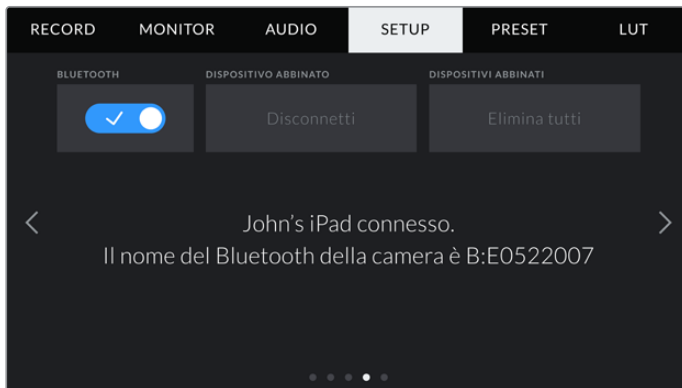 RECORD MONITOR AUDIO SETUP PRESET LUT
BLUETOOTH DISPOSITIVO ABBINATO DISPOSITIVI ABBINATI
Disconnetti Elimina tutti
John's iPad connesso.
Il nome del Bluetooth della camera è B:E0522007